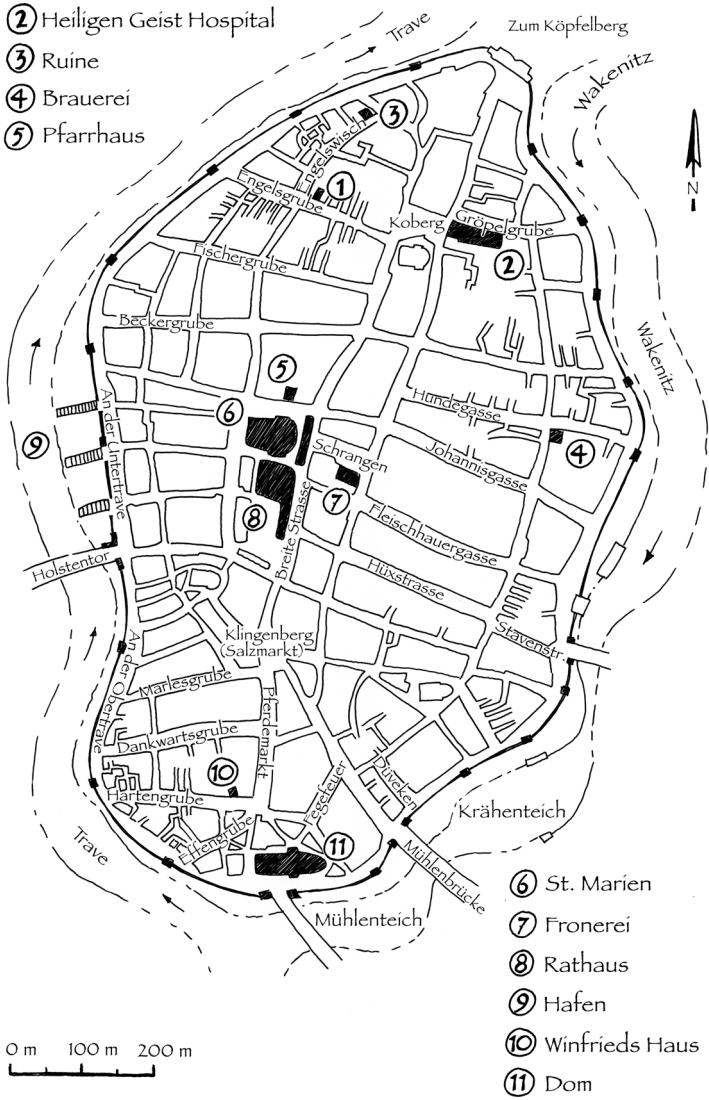 ② Heiligen Geist Hospital
③ Ruine
④ Brauerei
⑤ Pfarrhaus
Trave
Zum Köpfelberg
Wakenitz
N
③
Engelswisch
①
Engelsgrube
Koberg
Gröpelgrube
②
Fischergrube
Beckergrube
Wakenitz
⑤
An der Untertrave
⑥
Hundegasse
⑨
Schrangen
Johannisgasse
④
⑦
⑧
Breite Strasse
Fleischhauergasse
Holstentor
Hüxstrasse
Klingenberg
(Salzmarkt)
Stavenstr.
An der Obertrave
Marlesgrube
Pferdemarkt
Dankwartsgrube
⑩
Fegefeuer
Düveken
Hartengrube
Krähenteich
Effengrube
⑪
Mühlenbrücke
Trave
Mühlenteich
⑥ St. Marien
⑦ Fronerei
⑧ Rathaus
⑨ Hafen
⑩ Winfrieds Haus
⑪ Dom
0 m 100 m 200 m